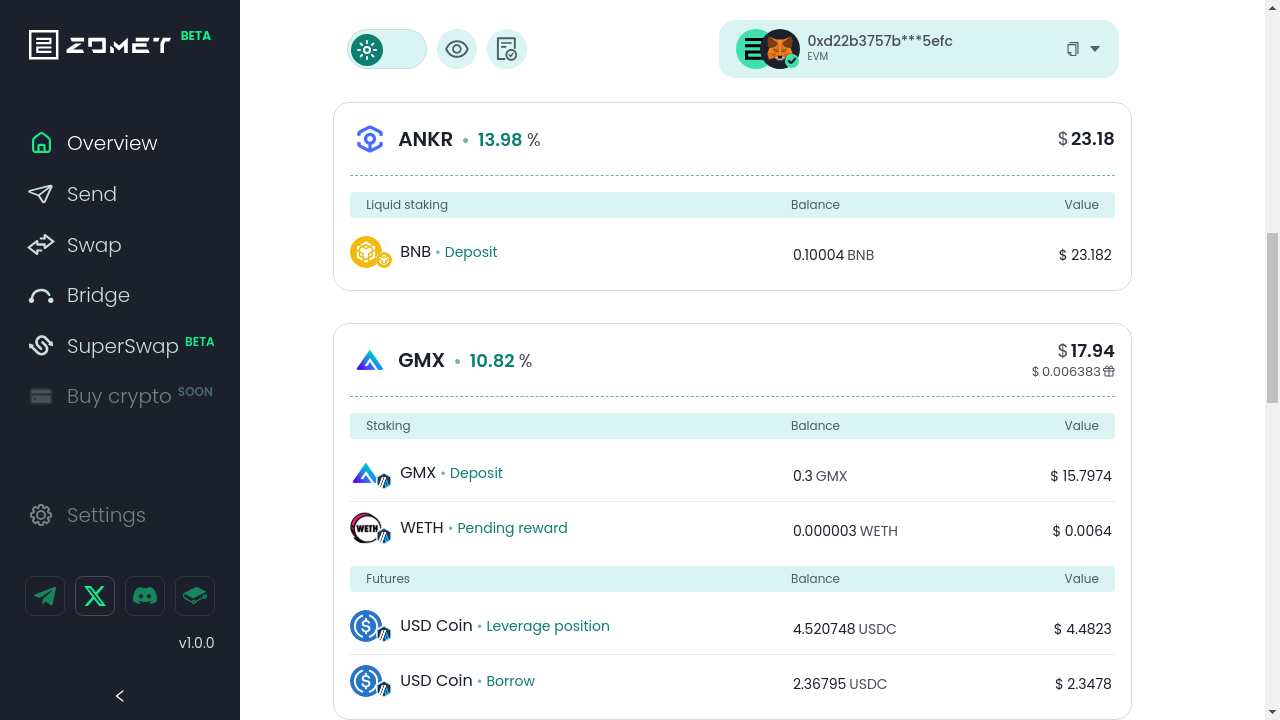 ZOMET BETA
Overview
Send
Swap
Bridge
SuperSwap BETA
Buy crypto SOON
Settings
v1.0.0
0xd22b3757b***5efc
EVM
ANKR • 13.98 %
$ 23.18
Liquid staking Balance Value
BNB • Deposit 0.10004 BNB $ 23.182
GMX • 10.82 %
$ 17.94
$ 0.006383
Staking Balance Value
GMX • Deposit 0.3 GMX $ 15.7974
WETH
WETH • Pending reward 0.000003 WETH $ 0.0064
Futures Balance Value
USD Coin • Leverage position 4.520748 USDC $ 4.4823
USD Coin • Borrow 2.36795 USDC $ 2.3478